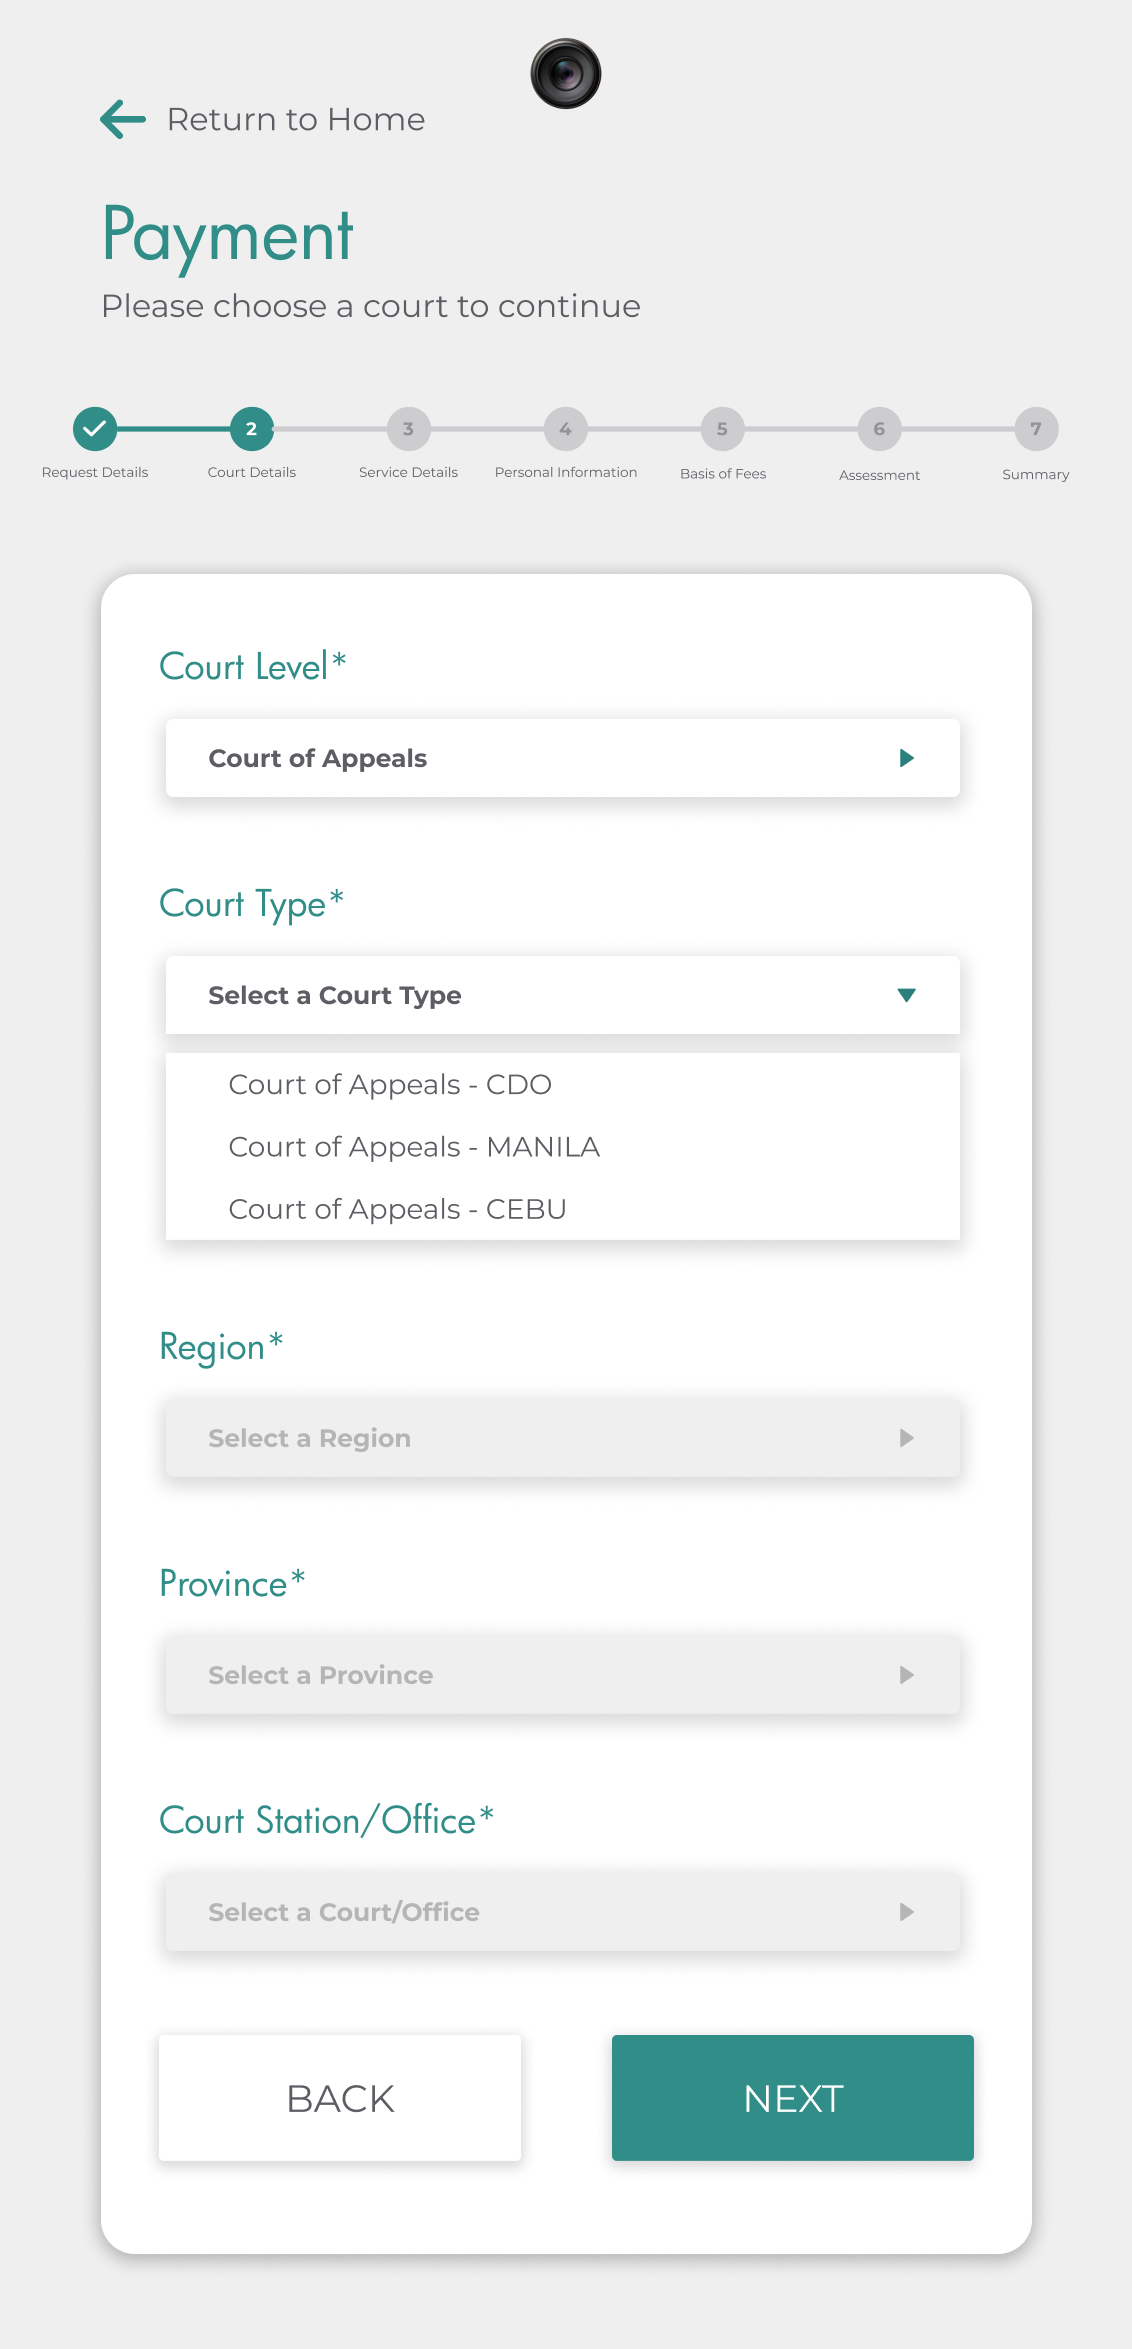 Return to Home
Payment
Please choose a court to continue
2
3
4
5
6
7
Request Details
Court Details
Service Details
Personal Information
Basis of Fees
Assessment
Summary
Court Level*
Court of Appeals
Court Type*
Select a Court Type
Court of Appeals - CDO
Court of Appeals - MANILA
Court of Appeals - CEBU
Region*
Select a Region
Province*
Select a Province
Court Station/Office*
Select a Court/Office
BACK
NEXT